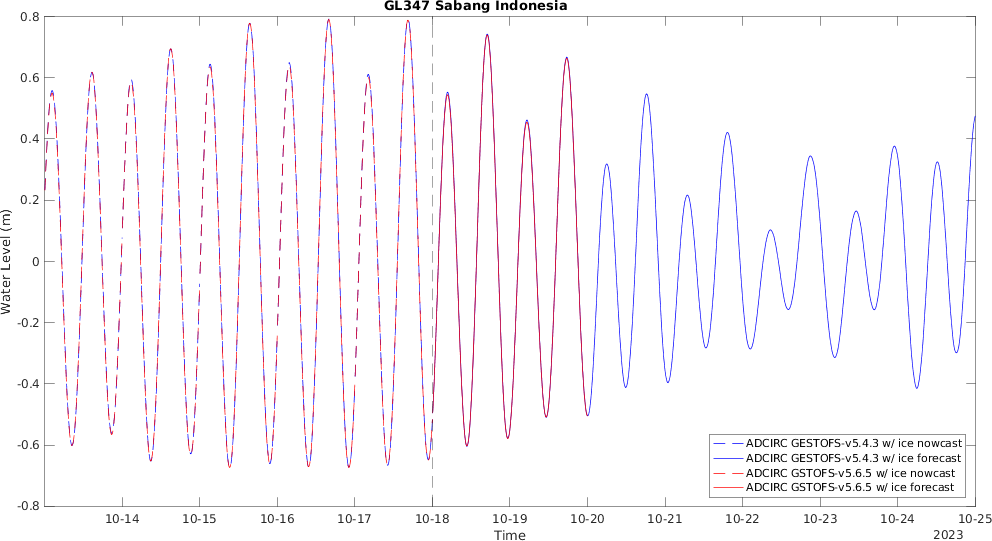 GL347 Sabang Indonesia
0.8
0.6
0.4
0.2
0
-0.2
-0.4
-0.6
-0.8
Water Level (m)
10-14 10-15 10-16 10-17 10-18 10-19 10-20 10-21 10-22 10-23 10-24 10-25
Time
2023
ADCIRC GESTOFS-v5.4.3 w/ ice nowcast
ADCIRC GESTOFS-v5.4.3 w/ ice forecast
ADCIRC GSTOFS-v5.6.5 w/ ice nowcast
ADCIRC GSTOFS-v5.6.5 w/ ice forecast